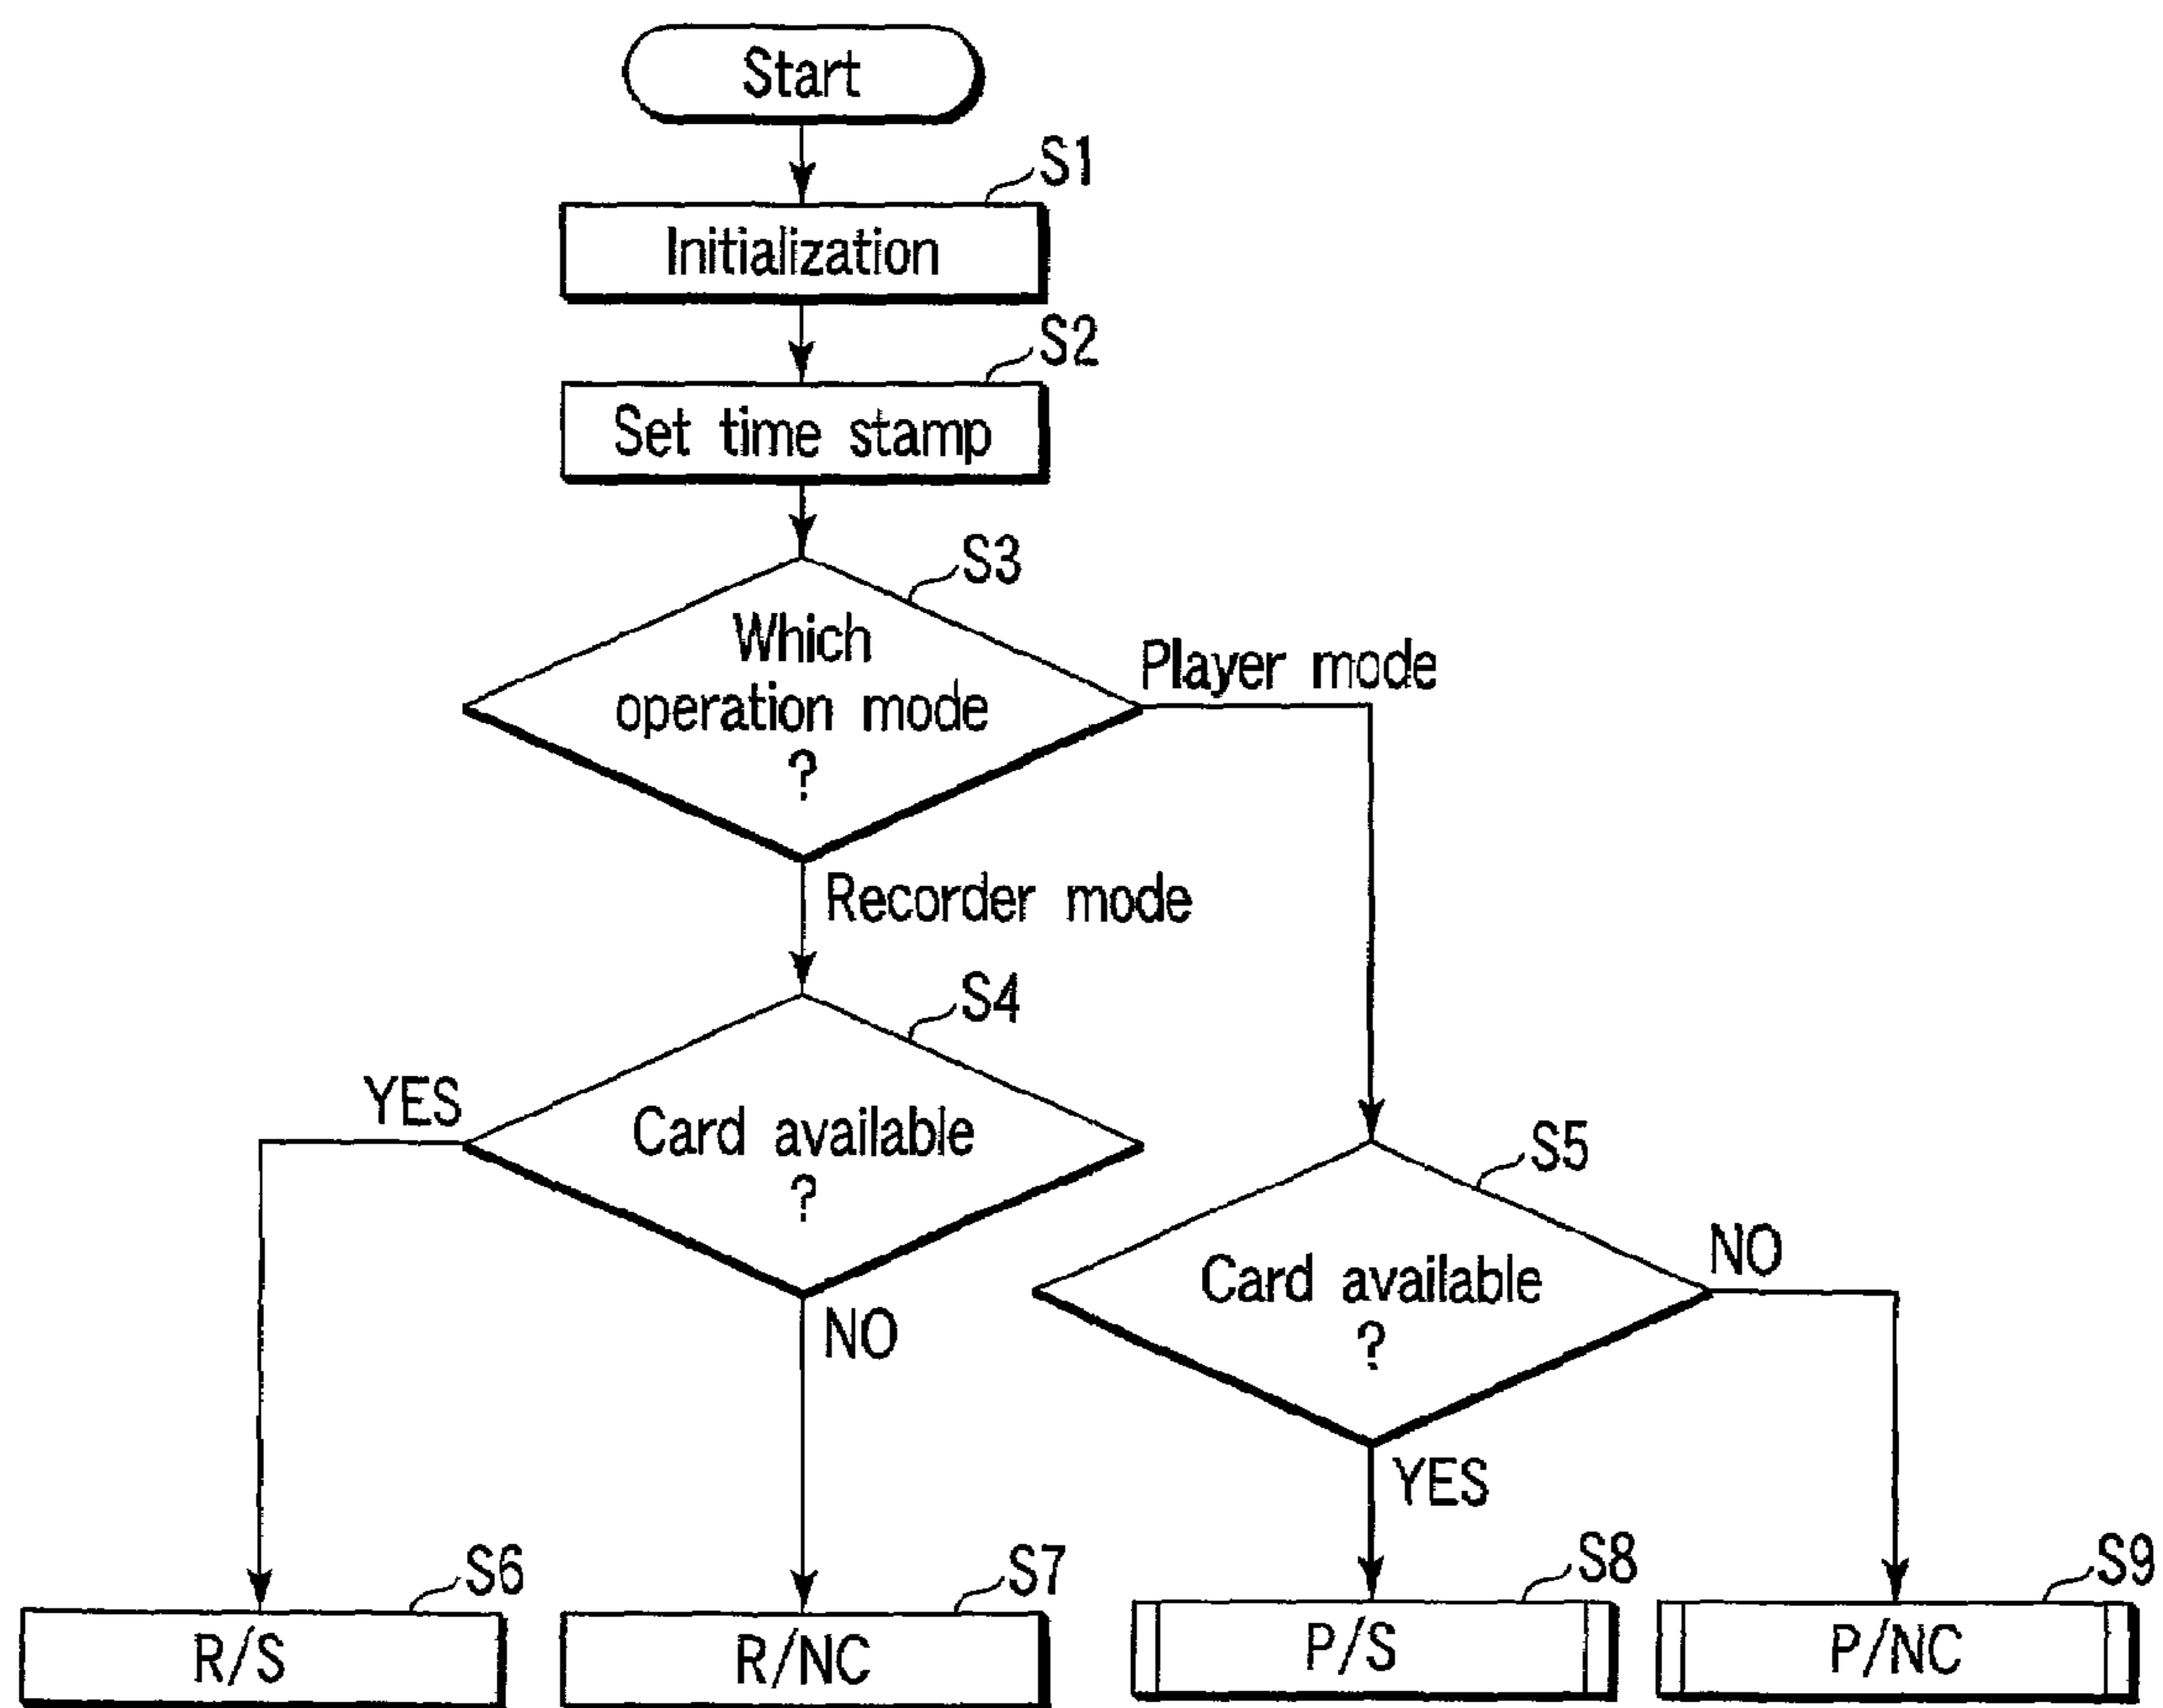 Start
S1
Initialization
S2
Set time stamp
S3
Which
operation mode
?
Player mode
Recorder mode
S4
YES
Card available
?
NO
S5
Card available
?
NO
YES
S6
R/S
S7
R/NC
S8
P/S
S9
P/NC